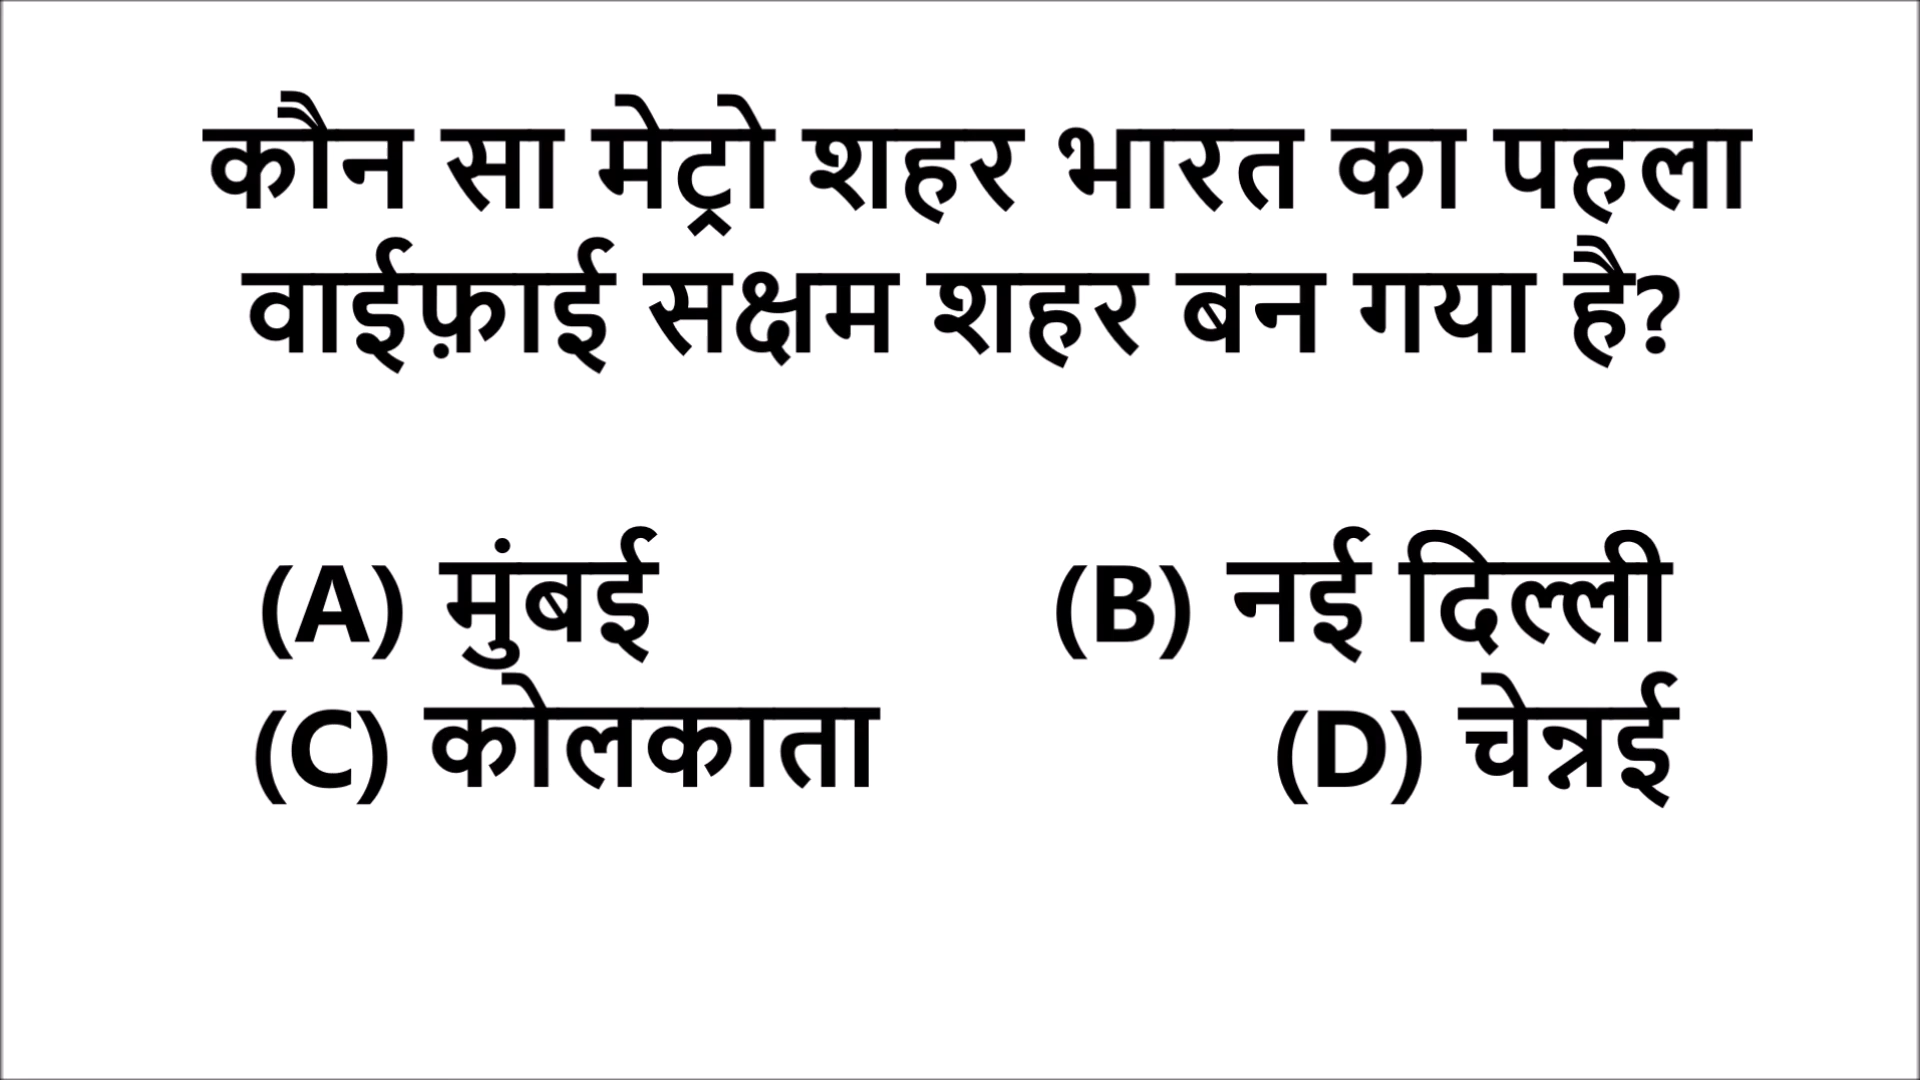 कौन सा मेट्रो शहर भारत का पहला
वाईफ़ाई सक्षम शहर बन गया है?
(A) मुंबई (B) नई दिल्ली
(C) कोलकाता (D) चेन्नई